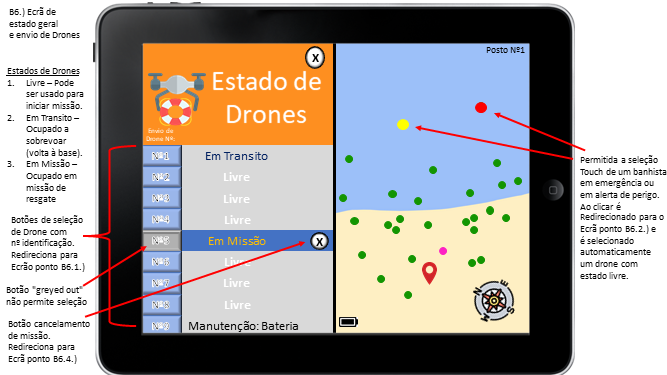 B6.) Ecrã de
estado geral
e envio de Drones
Estados de Drones
1. Livre – Pode
ser usado para
iniciar missão.
2. Em Transito –
Ocupado a
sobrevoar
(volta à base).
3. Em Missão –
Ocupado em
missão de
resgate
Botões de seleção
de Drone com
nº identificação.
Redireciona para
Ecrão ponto B6.1.)
Botão "greyed out"
não permite seleção
Botão cancelamento
de missão.
Redireciona para
Ecrã ponto B6.4.)
X
Estado de
Drones
Envio do
Drone Nº:
Nº1 Em Transito
Nº2 Livre
Nº3 Livre
Nº4 Livre
Nº5 Em Missão X
Nº6 Livre
Nº7 Livre
Nº8 Livre
Nº9 Manutenção: Bateria
Posto Nº1
N
E
S
Permitida a seleção
Touch de um banhista
em emergência ou
em alerta de perigo.
Ao clicar é
Redirecionado para o
Ecrã ponto B6.2.) e
é selecionado
automaticamente
um drone com
estado livre.